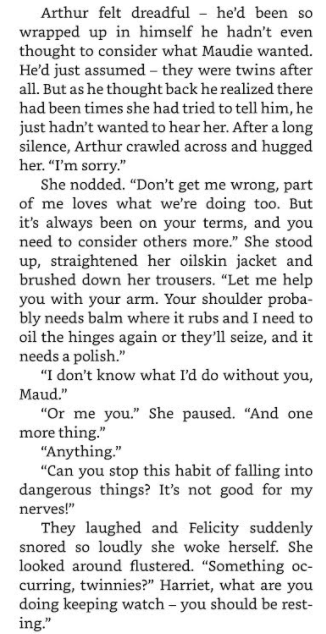 Arthur felt dreadful – he'd been so
wrapped up in himself he hadn't even
thought to consider what Maudie wanted.
He'd just assumed – they were twins after
all. But as he thought back he realized there
had been times she had tried to tell him, he
just hadn't wanted to hear her. After a long
silence, Arthur crawled across and hugged
her. "I'm sorry."
She nodded. "Don't get me wrong, part
of me loves what we're doing too. But
it's always been on your terms, and you
need to consider others more." She stood
up, straightened her oilskin jacket and
brushed down her trousers. "Let me help
you with your arm. Your shoulder proba-
bly needs balm where it rubs and I need to
oil the hinges again or they'll seize, and it
needs a polish."
"I don't know what I'd do without you,
Maud."
"Or me you." She paused. "And one
more thing."
"Anything."
"Can you stop this habit of falling into
dangerous things? It's not good for my
nerves!"
They laughed and Felicity suddenly
snored so loudly she woke herself. She
looked around flustered. "Something oc-
curring, twinnies?" Harriet, what are you
doing keeping watch – you should be rest-
ing."